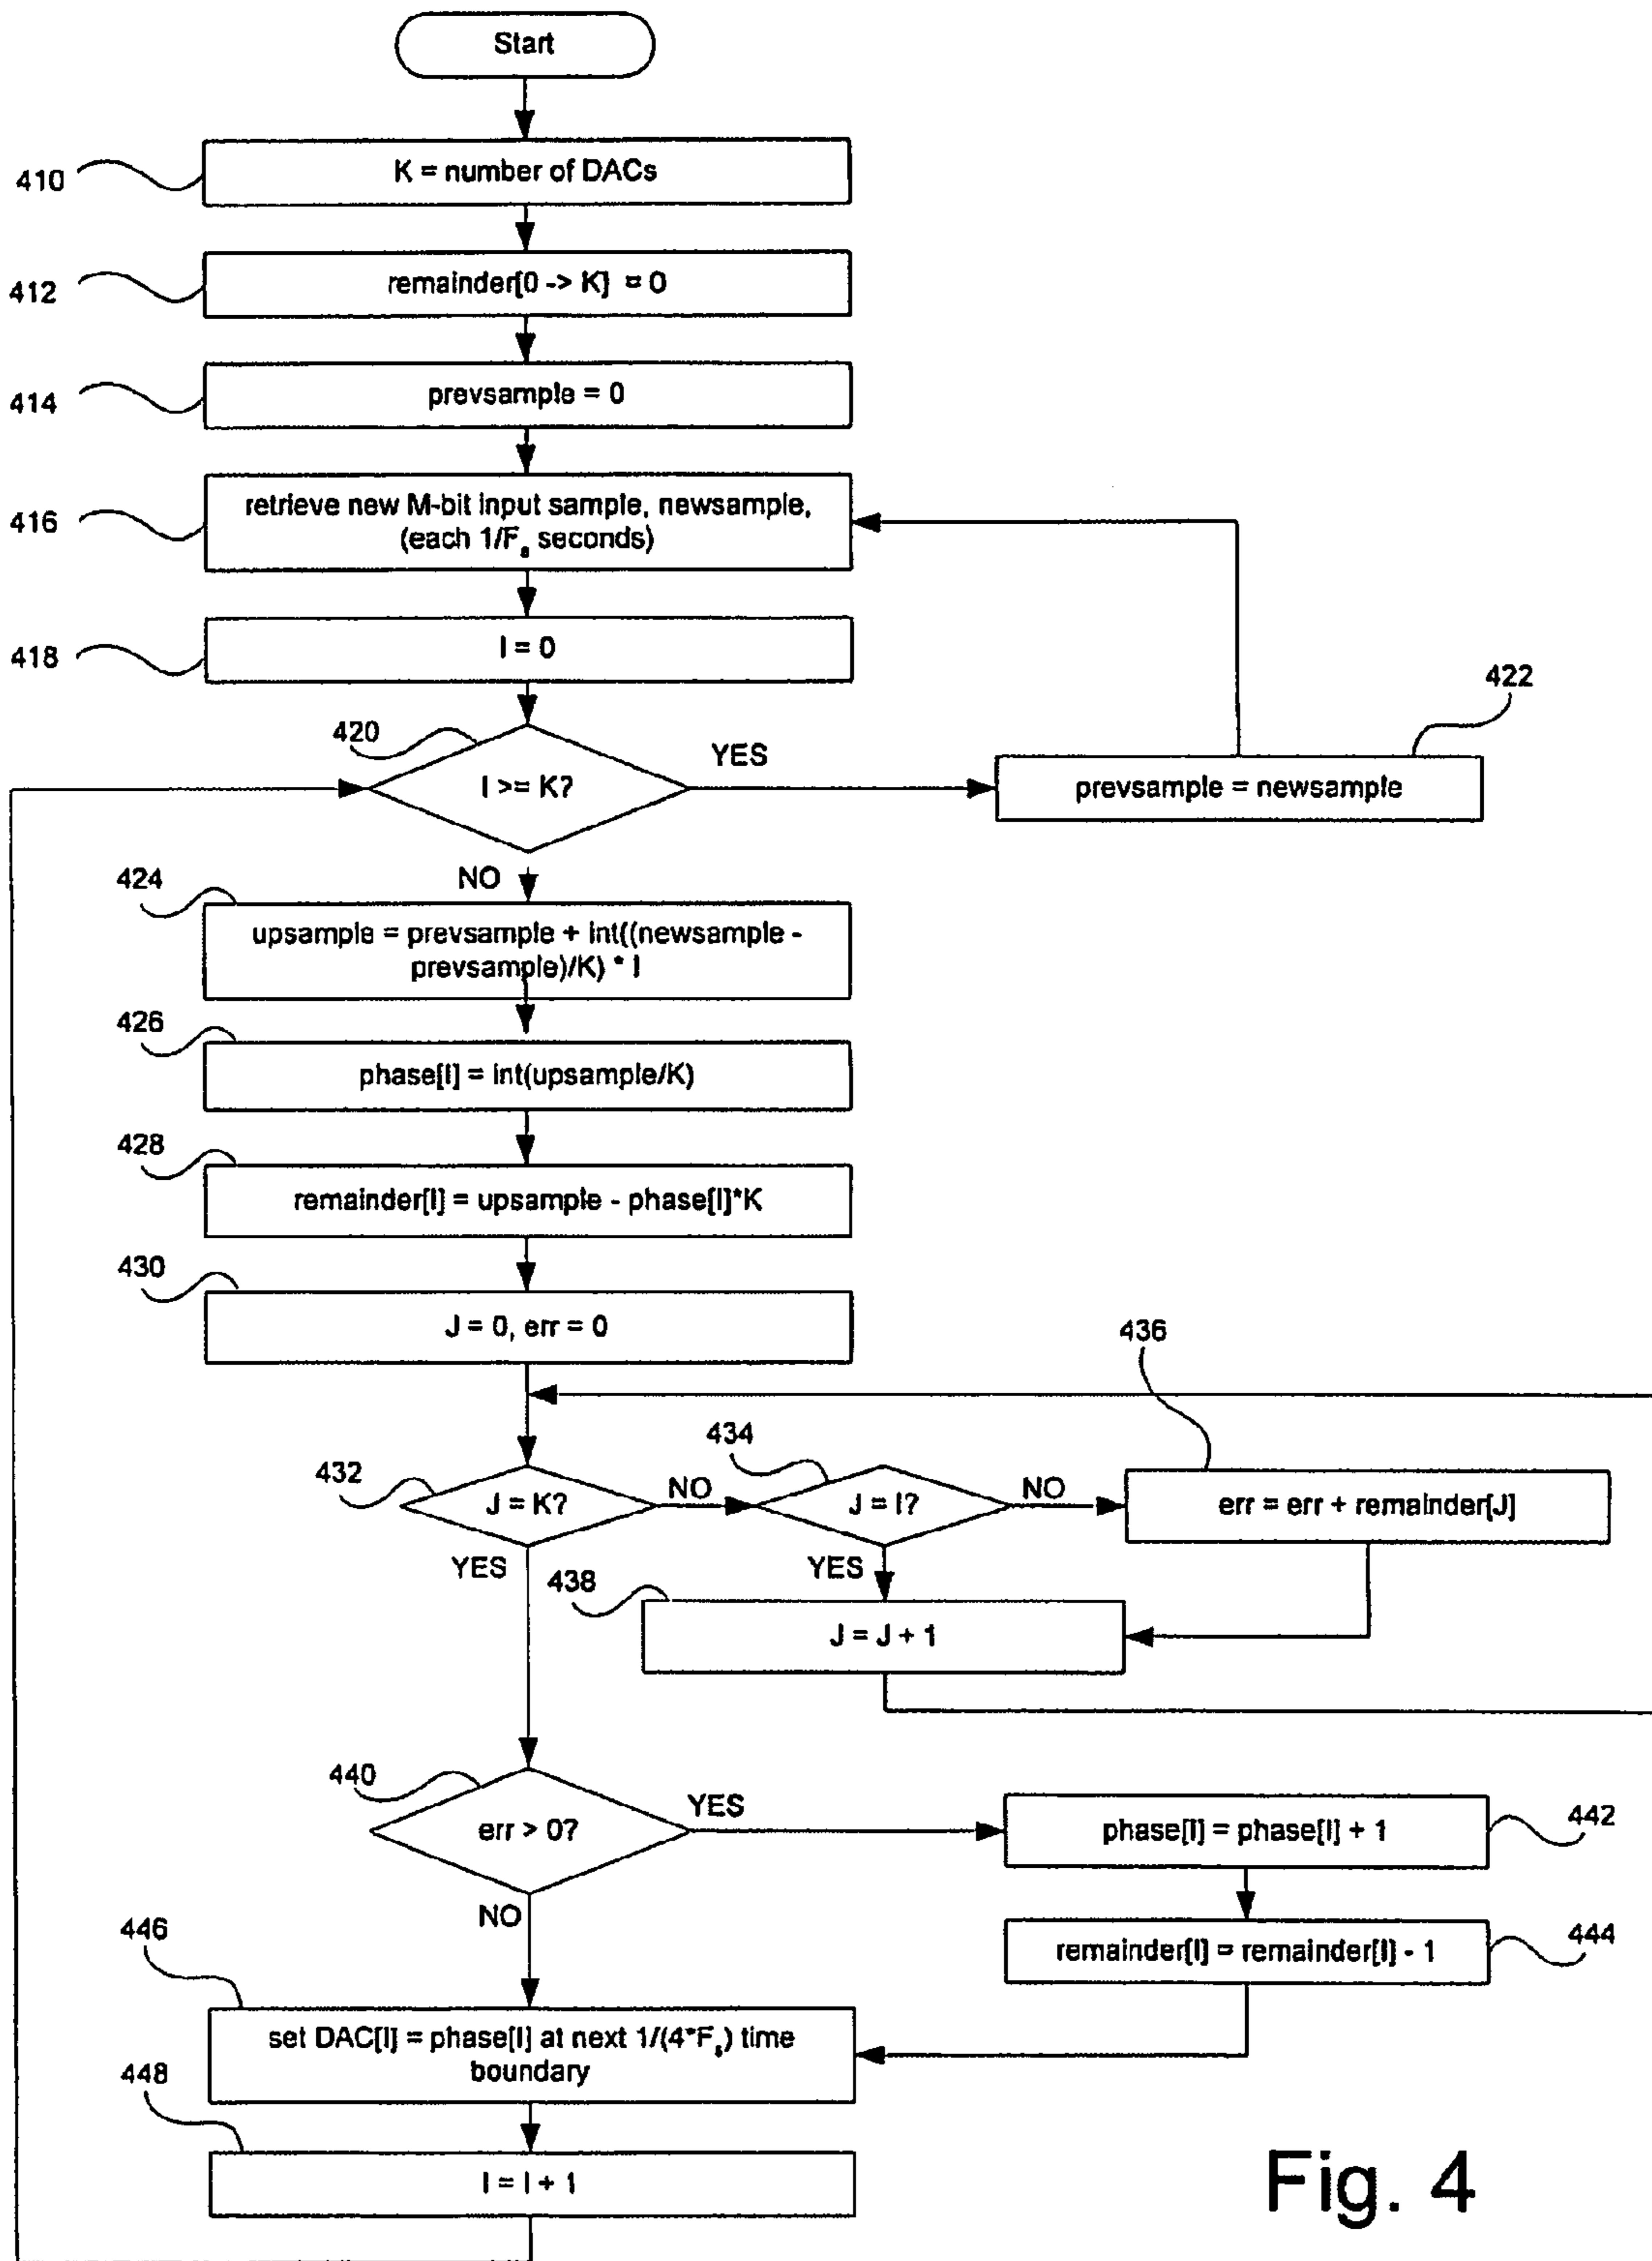 Start
410
K = number of DACs
412
remainder[0 -> K] = 0
414
prevsample = 0
416
retrieve new M-bit input sample, newsample,
(each 1/Fs seconds)
418
I = 0
420
I >= K?
YES
422
prevsample = newsample
NO
424
upsample = prevsample + int((newsample -
prevsample)/K) * I
426
phase[I] = int(upsample/K)
428
remainder[I] = upsample - phase[I]*K
430
J = 0, err = 0
432
J = K?
NO
434
J = I?
NO
436
err = err + remainder[J]
YES
YES
438
J = J + 1
440
err > 0?
YES
442
phase[I] = phase[I] + 1
NO
444
remainder[I] = remainder[I] - 1
446
set DAC[I] = phase[I] at next 1/(4*Fs) time
boundary
448
I = I + 1
Fig. 4